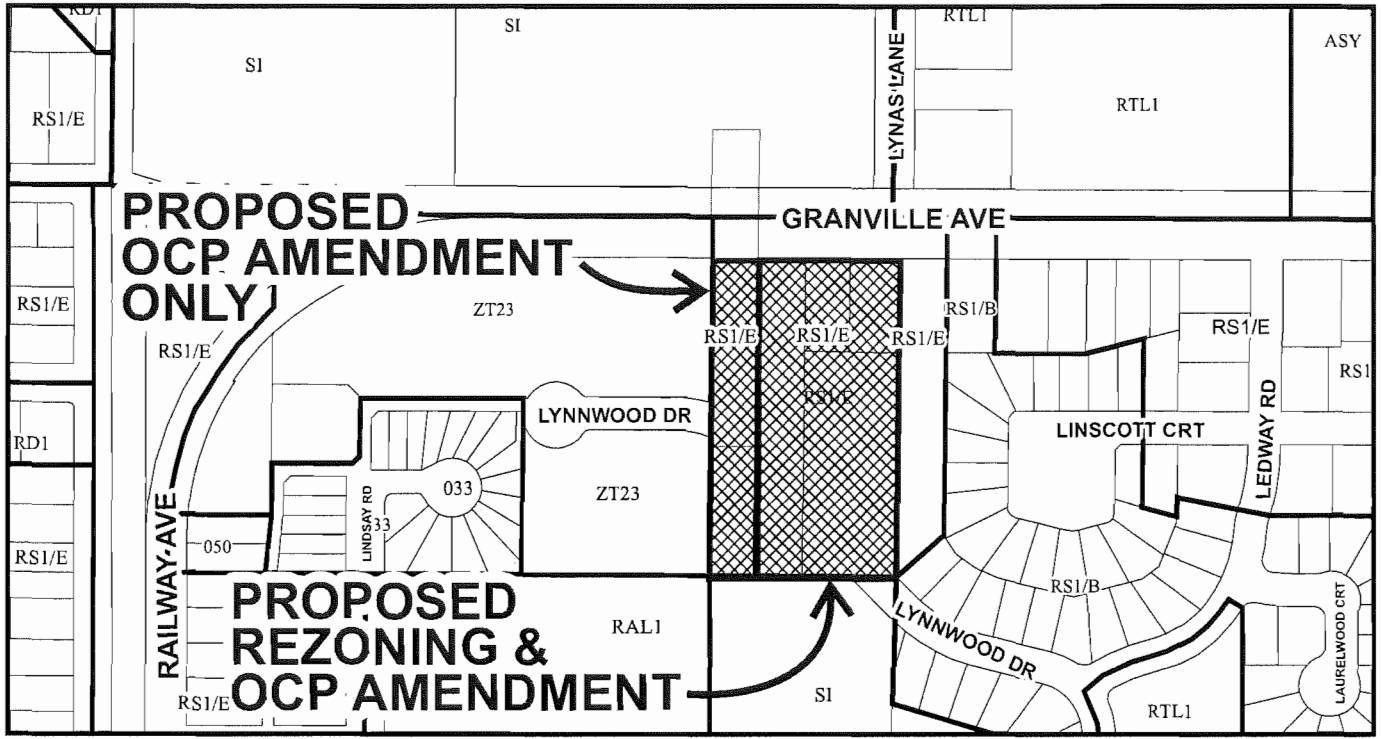 RD1
SI
SI
RTL1
ASY
RS1/E
LYNAS LANE
RTL1
PROPOSED
OCP AMENDMENT
ONLY
GRANVILLE AVE
RS1/E
RS1/E
ZT23
RS1/E
RS1/E
RS1/E
RS1/B
RS1/E
RS1
RS1/E
LYNNWOOD DR
LINSCOTT CRT
LEDWAY RD
RD1
033
ZT23
LINDSAY RD
33
RAILWAY AVE
050
RS1/E
RS1/B
PROPOSED
REZONING &
OCP AMENDMENT
RAL1
LYNNWOOD DR
LAURELWOOD CRT
RS1/E
SI
RTL1